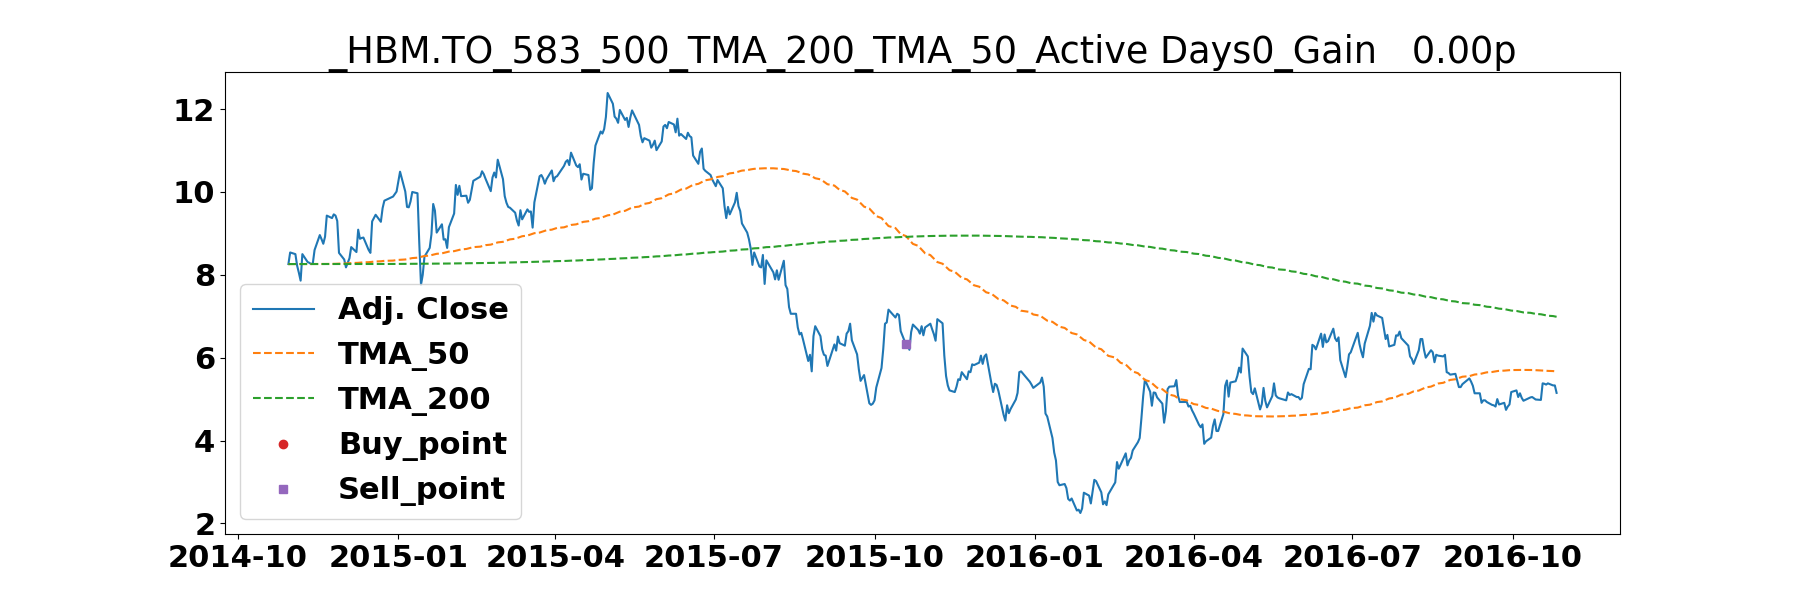 _HBM.TO_583_500_TMA_200_TMA_50_Active Days0_Gain   0.00p
12
10
8
6
4
2
Adj. Close
TMA_50
TMA_200
Buy_point
Sell_point
2014-10 2015-01 2015-04 2015-07 2015-10 2016-01 2016-04 2016-07 2016-10